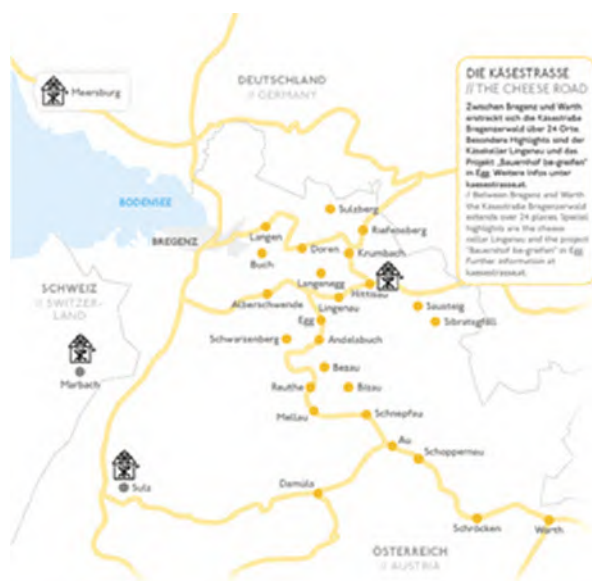 Meersburg
DEUTSCHLAND
// GERMANY
DIE KÄSESTRASSE
// THE CHEESE ROAD
Zwischen Bregenz und Warth
erstreckt sich die Käsestraße
Bregenzerwald über 24 Orte.
Besondere Highlights sind der
Käsekeller Lingenau und das
Projekt „Bauernhof be-greifen“
in Egg. Weitere Infos unter
kaesestrasse.at.
// Between Bregenz and Warth
the Käsestraße Bregenzerwald
extends over 24 places. Special
highlights are the cheese
cellar Lingenau and the project
"Bauernhof be-greifen" in Egg.
Further information at
kaesestrasse.at.
BODENSEE
BREGENZ
Sulzberg
Langen
Riefensberg
Doren
Krumbach
Buch
Langenegg
Hittisau
SCHWEIZ
// SWITZER-
LAND
Alberschwende
Lingenau
Sibratsgfäll
Egg
Schwarzenberg
Andelsbuch
Marbach
Bezau
Reuthe
Bizau
Mellau
Schnepfau
Au
Schoppernau
Sulz
Damüls
Schröcken
Warth
ÖSTERREICH
// AUSTRIA